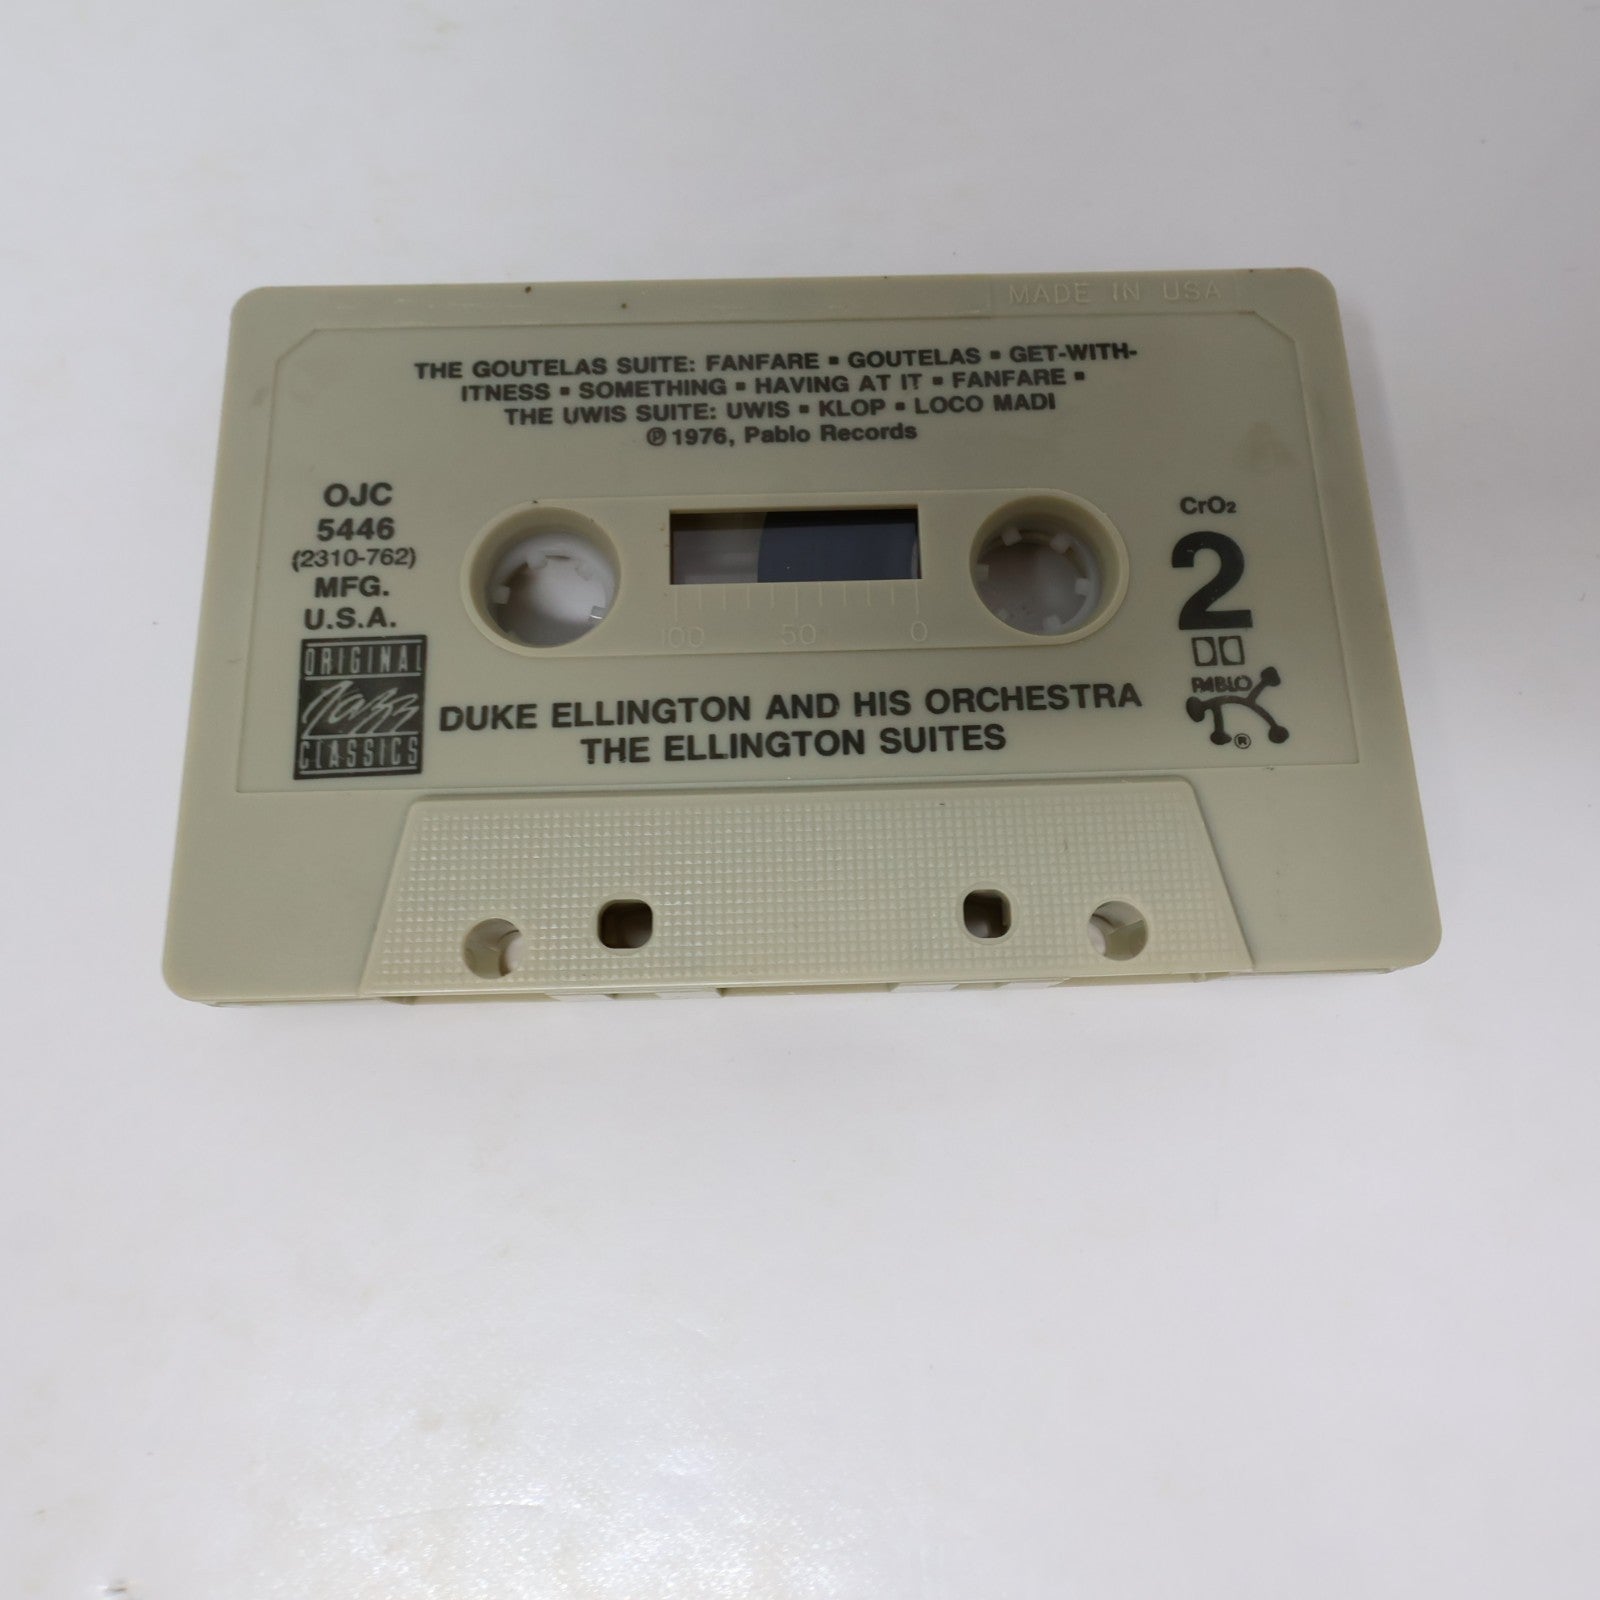 MADE IN USA
THE GOUTELAS SUITE: FANFARE ▪ GOUTELAS ▪ GET-WITH-
ITNESS ▪ SOMETHING ▪ HAVING AT IT ▪ FANFARE ▪
THE UWIS SUITE: UWIS ▪ KLOP ▪ LOCO MADI
℗ 1976, Pablo Records
OJC
5446
(2310-762)
MFG.
U.S.A.
CrO₂
2
100 50 0
ORIGINAL
Jazz
CLASSICS
PABLO
®
DUKE ELLINGTON AND HIS ORCHESTRA
THE ELLINGTON SUITES